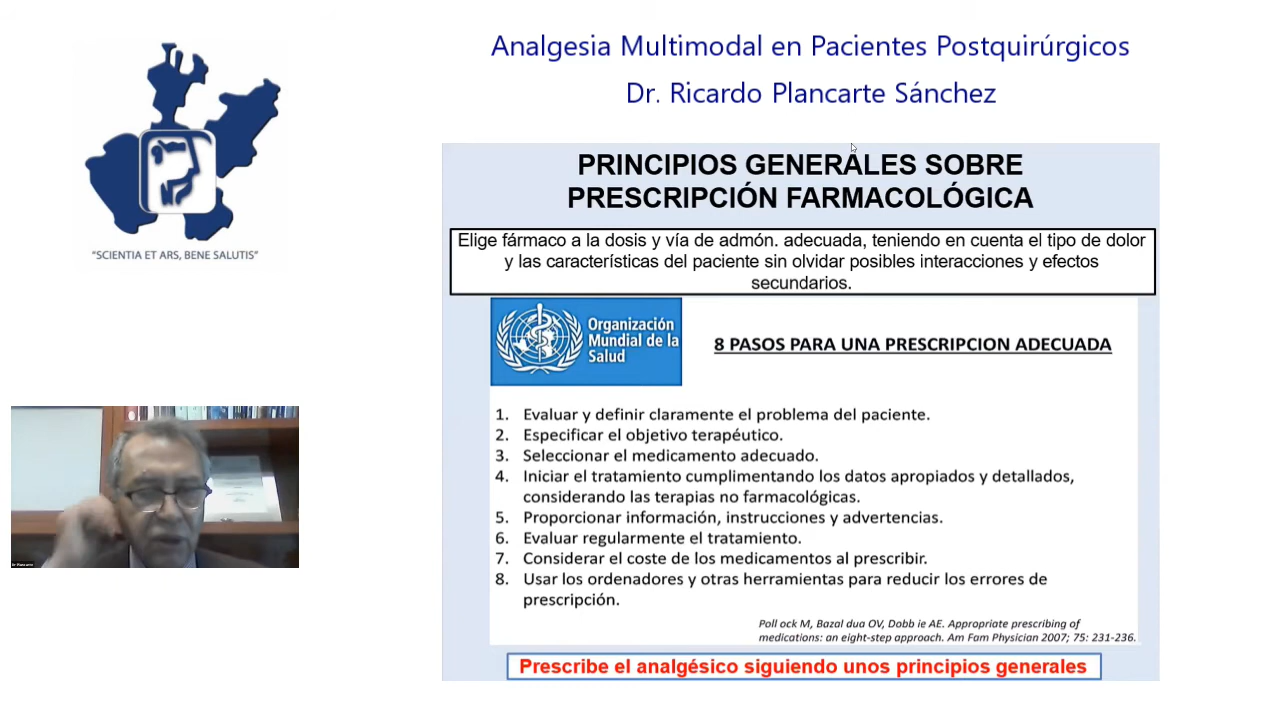 Analgesia Multimodal en Pacientes Postquirúrgicos
Dr. Ricardo Plancarte Sánchez
"SCIENTIA ET ARS, BENE SALUTIS"
PRINCIPIOS GENERALES SOBRE
PRESCRIPCIÓN FARMACOLÓGICA
Elige fármaco a la dosis y vía de admón. adecuada, teniendo en cuenta el tipo de dolor
y las características del paciente sin olvidar posibles interacciones y efectos
secundarios.
Organización
Mundial de la
Salud
8 PASOS PARA UNA PRESCRIPCION ADECUADA
1. Evaluar y definir claramente el problema del paciente.
2. Especificar el objetivo terapéutico.
3. Seleccionar el medicamento adecuado.
4. Iniciar el tratamiento cumplimentando los datos apropiados y detallados,
considerando las terapias no farmacológicas.
5. Proporcionar información, instrucciones y advertencias.
6. Evaluar regularmente el tratamiento.
7. Considerar el coste de los medicamentos al prescribir.
8. Usar los ordenadores y otras herramientas para reducir los errores de
prescripción.
Poll ock M, Bazal dua OV, Dobb ie AE. Appropriate prescribing of
medications: an eight-step approach. Am Fam Physician 2007; 75: 231-236.
Prescribe el analgésico siguiendo unos principios generales